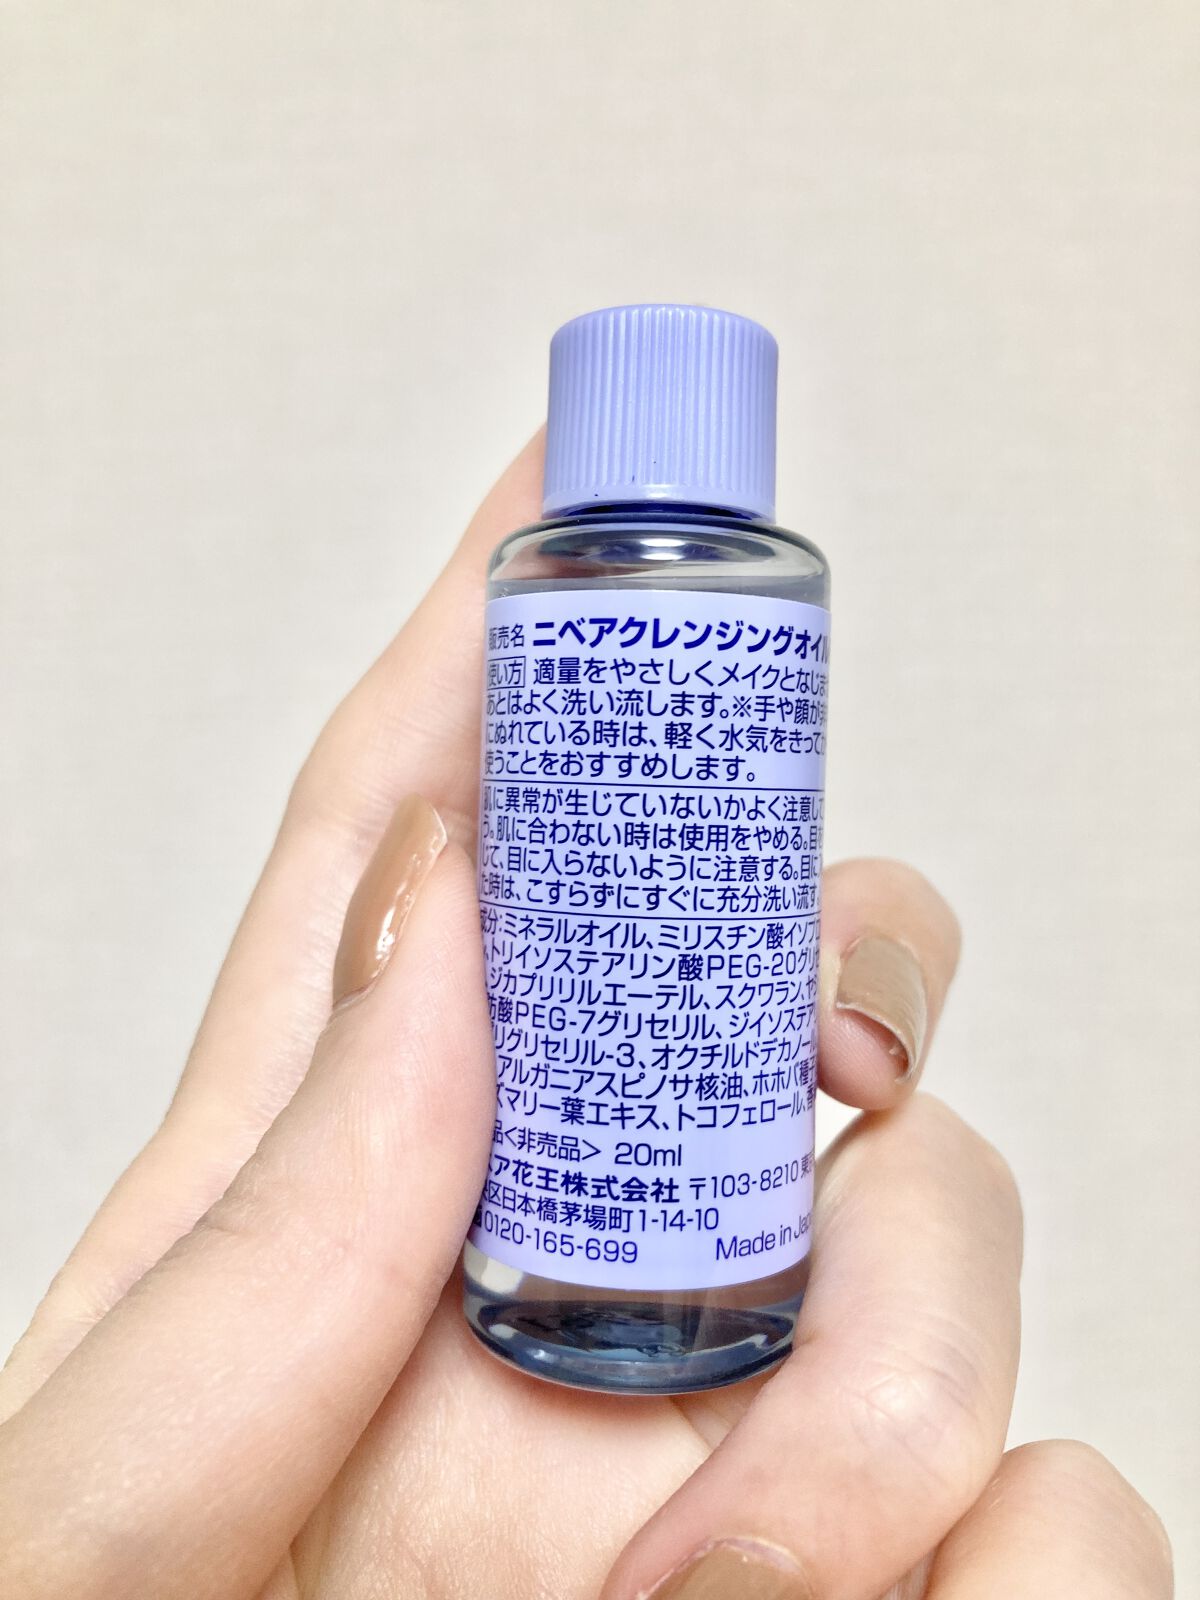 販売名 ニベアクレンジングオイル
使い方 適量をやさしくメイクとなじま
あとはよく洗い流します。※手や顔が
にぬれている時は、軽く水気をきって
使うことをおすすめします。
肌に異常が生じていないかよく注意して
う。肌に合わない時は使用をやめる。目
じて、目に入らないように注意する。目に
た時は、こすらずにすぐに充分洗い流す。
成分:ミネラルオイル、ミリスチン酸イソプロ
、トリイソステアリン酸PEG-20グリセ
、ジカプリリルエーテル、スクワラン、ヤシ
肪酸PEG-7グリセリル、ジイソステアリ
リグリセリル-3、オクチルドデカノール
アルガニアスピノサ核油、ホホバ種子
ズマリー葉エキス、トコフェロール、香
品<非売品> 20ml
ベア花王株式会社 〒103-8210 東京
央区日本橋茅場町1-14-10
0120-165-699 Made in Jap